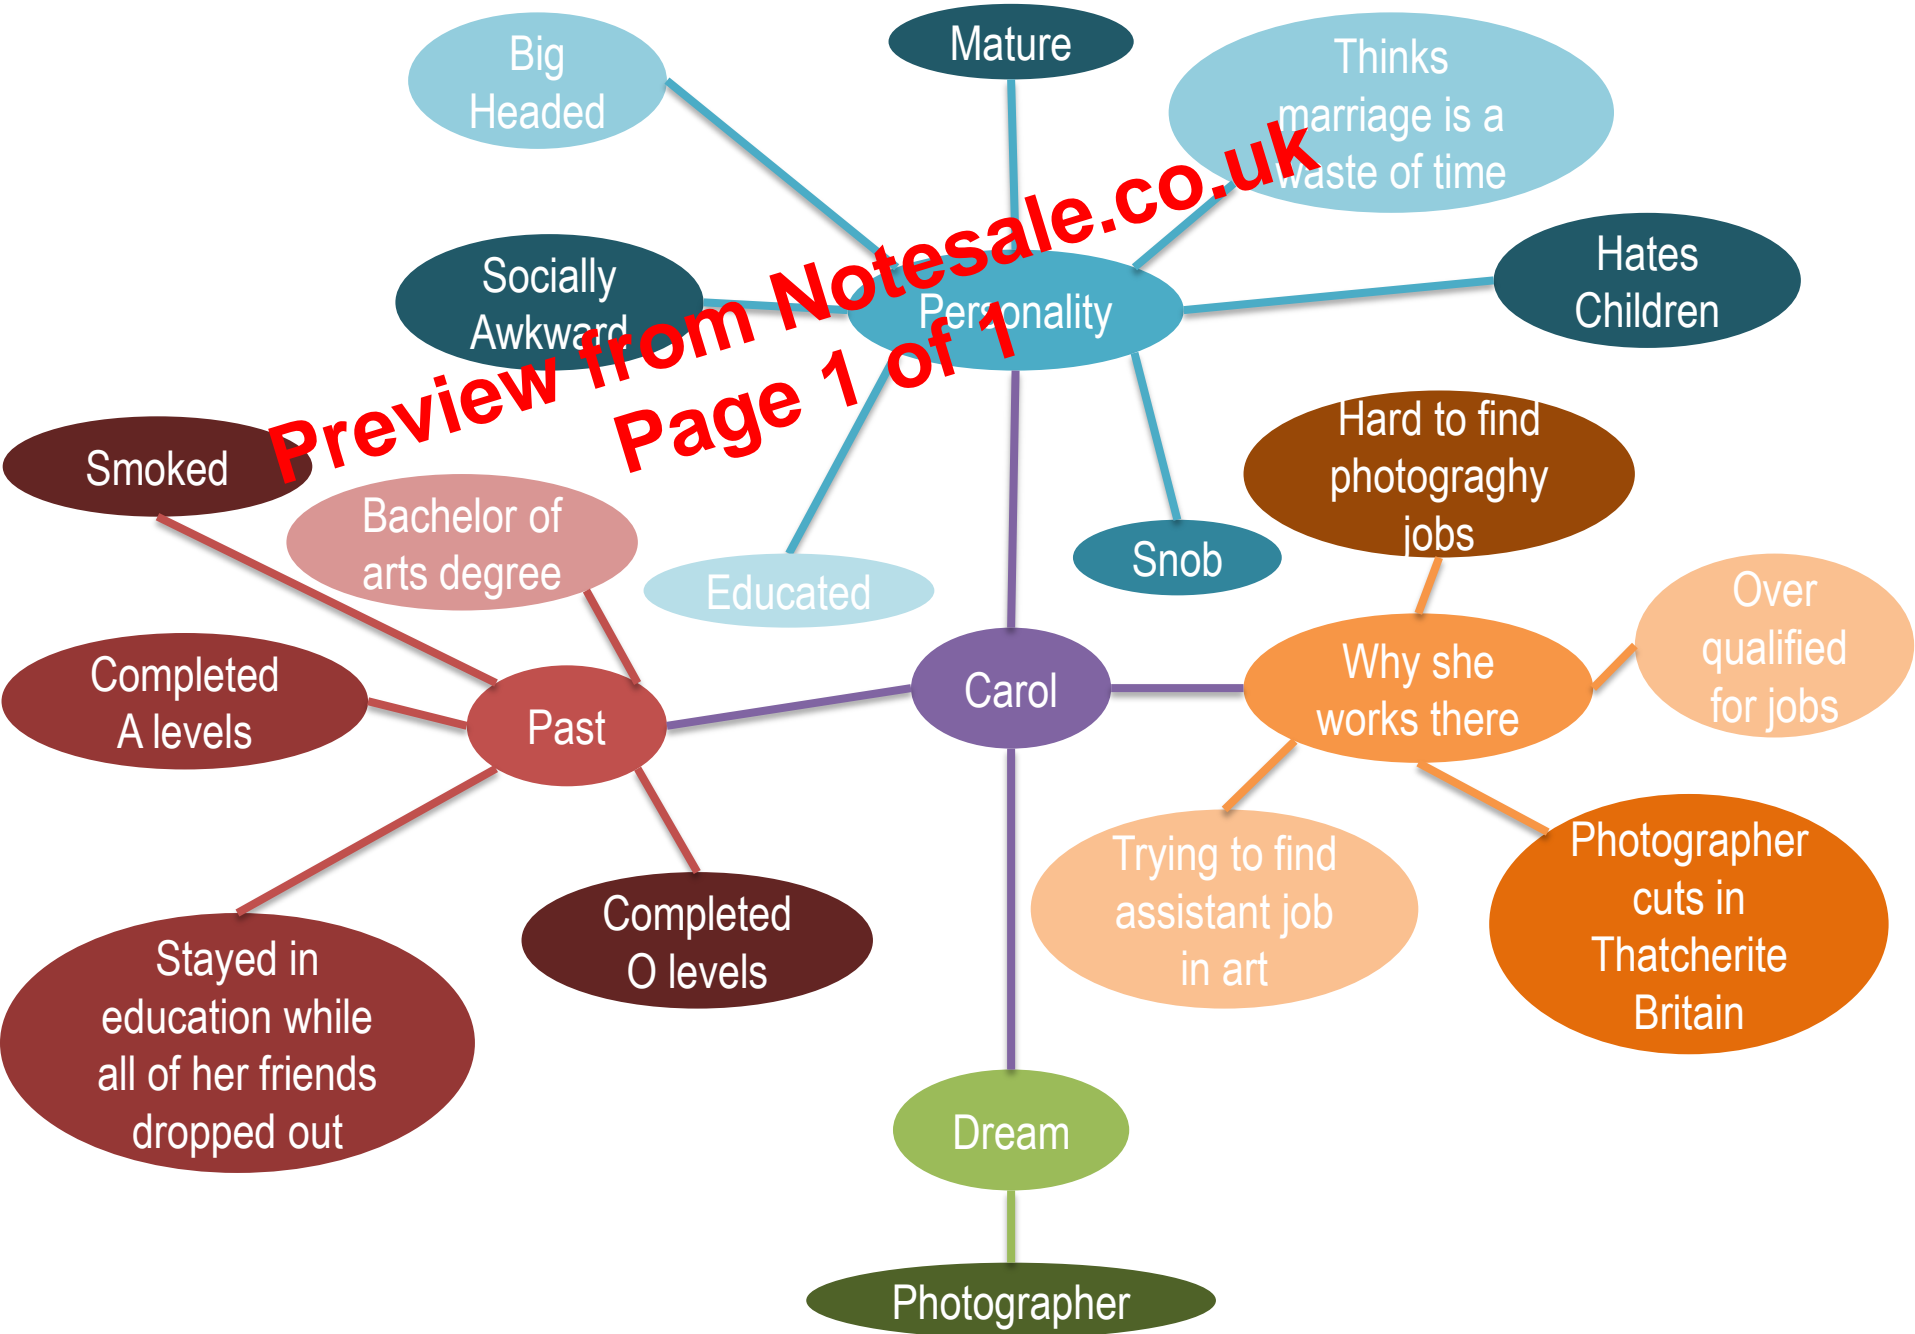 Big
Headed
Mature
Thinks
marriage is a
waste of time
Socially
Awkward
Personality
Hates
Children
Preview from Notesale.co.uk
Page 1 of 1
Smoked
Bachelor of
arts degree
Educated
Snob
Hard to find
photograghy
jobs
Over
qualified
for jobs
Completed
A levels
Past
Carol
Why she
works there
Stayed in
education while
all of her friends
dropped out
Completed
O levels
Trying to find
assistant job
in art
Photographer
cuts in
Thatcherite
Britain
Dream
Photographer